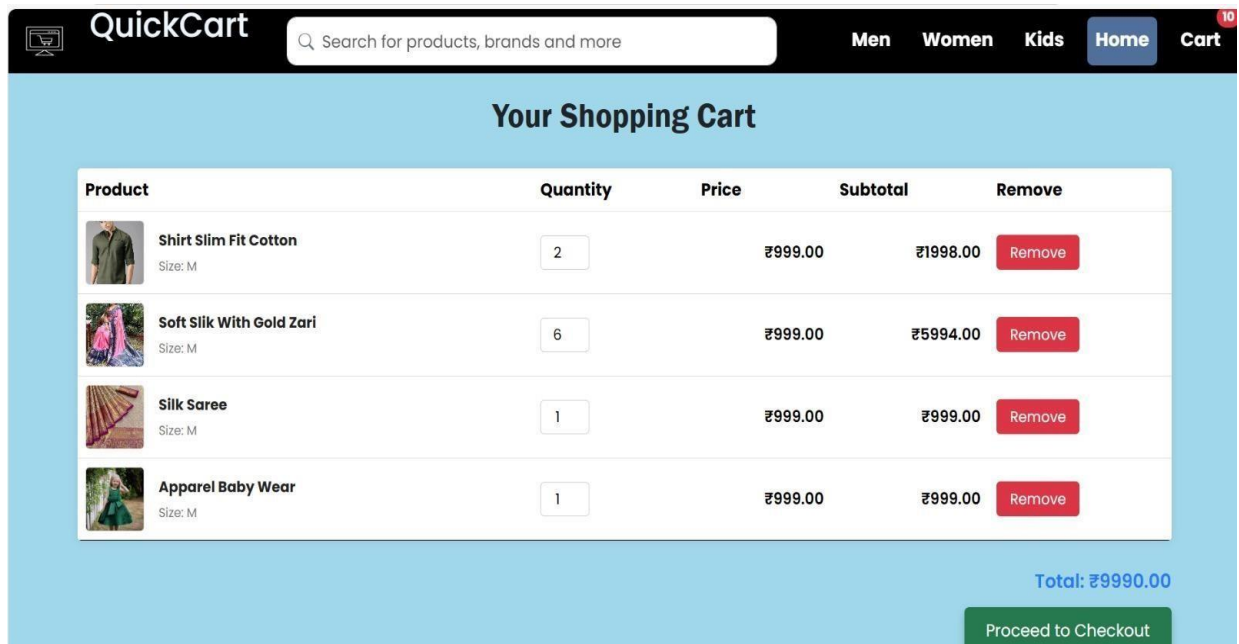 QuickCart
Search for products, brands and more
Men Women Kids Home Cart 10
Your Shopping Cart
Product Quantity Price Subtotal Remove
Shirt Slim Fit Cotton
Size: M
2 ₹999.00 ₹1998.00 Remove
Soft Slik With Gold Zari
Size: M
6 ₹999.00 ₹5994.00 Remove
Silk Saree
Size: M
1 ₹999.00 ₹999.00 Remove
Apparel Baby Wear
Size: M
1 ₹999.00 ₹999.00 Remove
Total: ₹9990.00
Proceed to Checkout